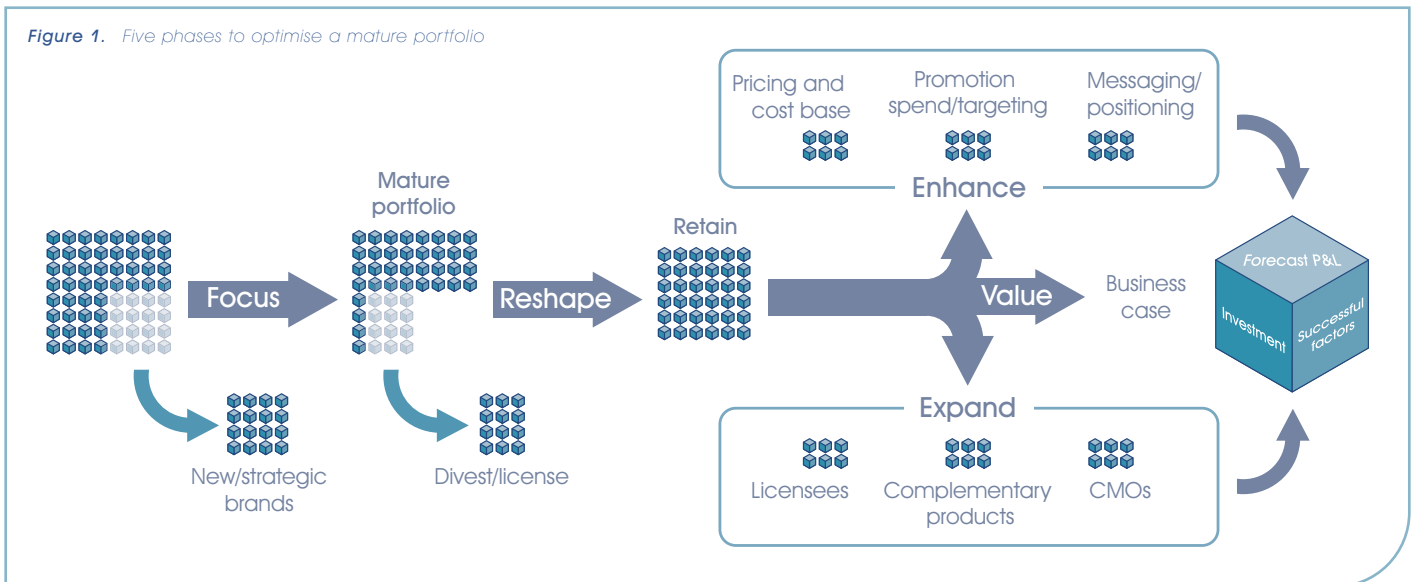 Figure 1. Five phases to optimise a mature portfolio
Pricing and
cost base
Promotion
spend/targeting
Messaging/
positioning
Enhance
Mature
portfolio
Retain
Focus
Reshape
Value
Business
case
Forecast P&L
Investment
Successful
factors
New/strategic
brands
Divest/license
Expand
Licensees
Complementary
products
CMOs